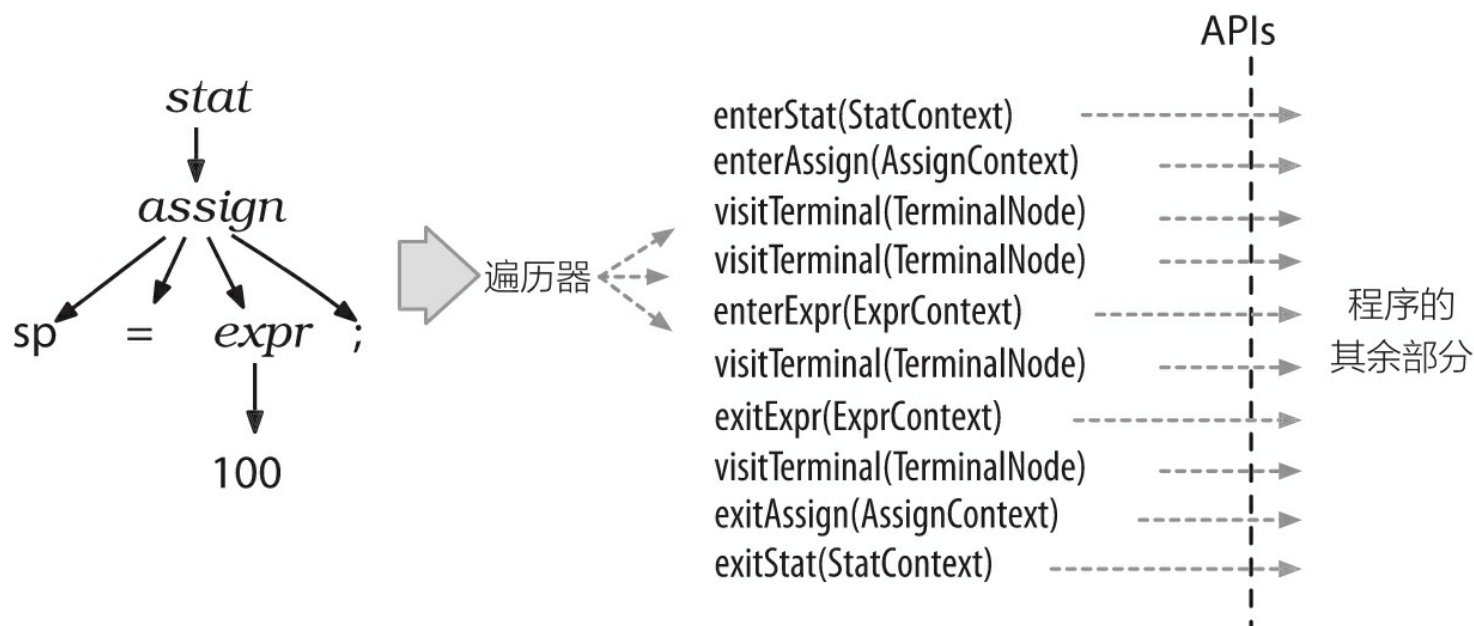 stat
assign
sp = expr ;
100
遍历器
APIs
enterStat(StatContext)
enterAssign(AssignContext)
visitTerminal(TerminalNode)
visitTerminal(TerminalNode)
enterExpr(ExprContext)
visitTerminal(TerminalNode)
exitExpr(ExprContext)
visitTerminal(TerminalNode)
exitAssign(AssignContext)
exitStat(StatContext)
程序的
其余部分